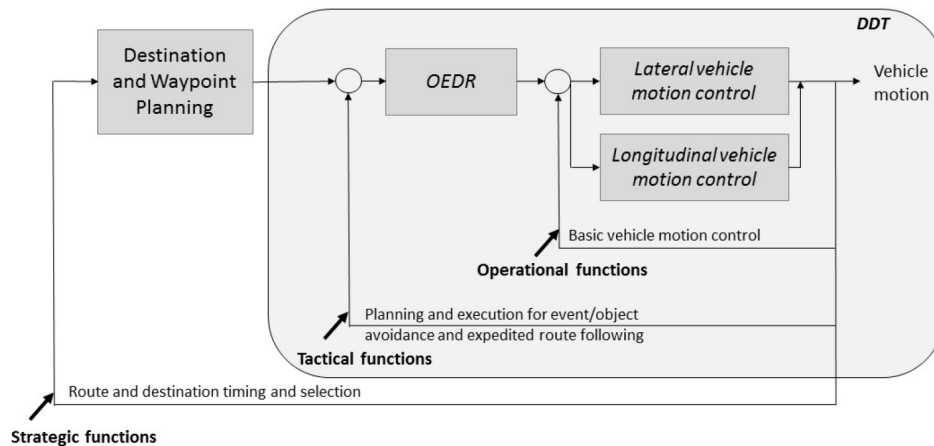 DDT
Destination
and Waypoint
Planning
OEDR
Lateral vehicle
motion control
Vehicle
motion
Longitudinal vehicle
motion control
Basic vehicle motion control
Operational functions
Planning and execution for event/object
avoidance and expedited route following
Tactical functions
Route and destination timing and selection
Strategic functions